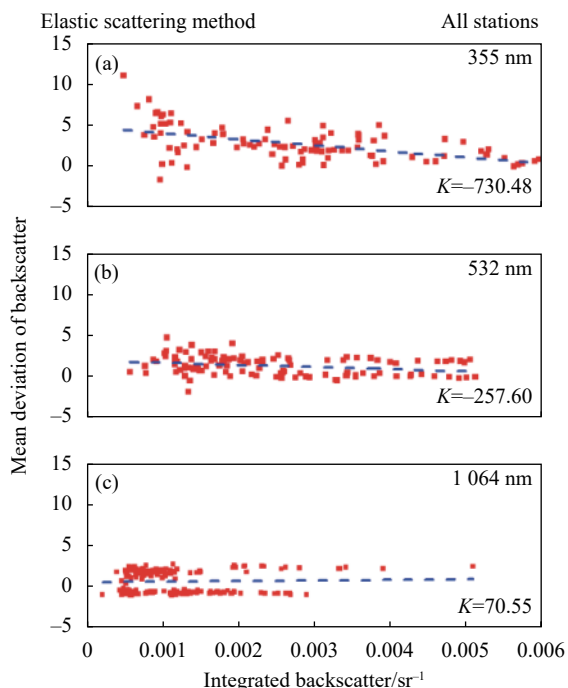 Elastic scattering method All stations
15
(a) 355 nm
10
5
0
K=–730.48
–5
15
(b) 532 nm
10
5
0
K=–257.60
–5
15
(c) 1 064 nm
10
5
0
K=70.55
–5
0 0.001 0.002 0.003 0.004 0.005 0.006
Integrated backscatter/sr⁻¹
Mean deviation of backscatter